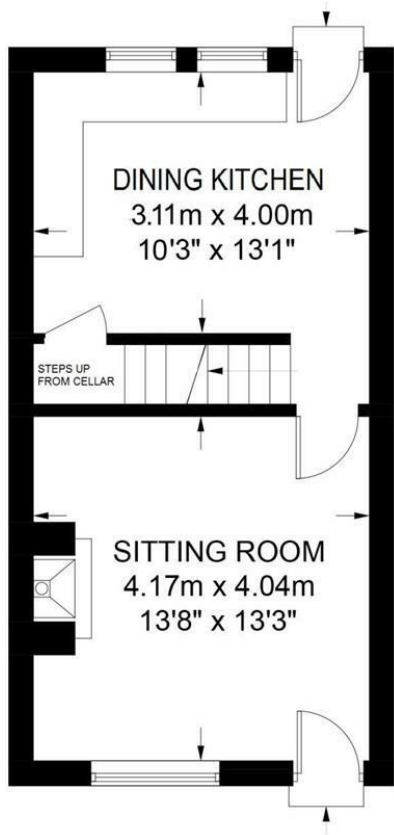 DINING KITCHEN
3.11m x 4.00m
10'3" x 13'1"
STEPS UP
FROM CELLAR
SITTING ROOM
4.17m x 4.04m
13'8" x 13'3"